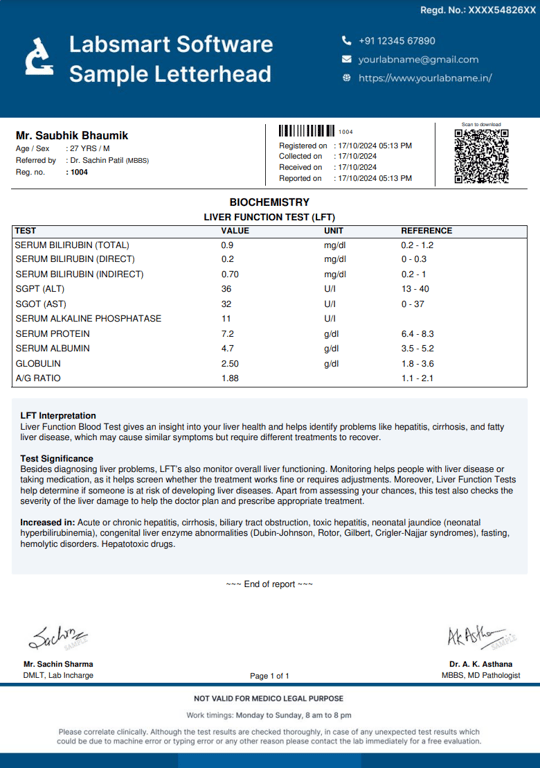 Regd. No.: XXXX54826XX
Labsmart Software
Sample Letterhead
+91 12345 67890
yourlabname@gmail.com
https://www.yourlabname.in/
Mr. Saubhik Bhaumik
Age / Sex : 27 YRS / M
Referred by : Dr. Sachin Patil (MBBS)
Reg. no. : 1004
1004
Registered on : 17/10/2024 05:13 PM
Collected on : 17/10/2024
Received on : 17/10/2024
Reported on : 17/10/2024 05:13 PM
Scan to download
BIOCHEMISTRY
LIVER FUNCTION TEST (LFT)
TEST VALUE UNIT REFERENCE
SERUM BILIRUBIN (TOTAL) 0.9 mg/dl 0.2 - 1.2
SERUM BILIRUBIN (DIRECT) 0.2 mg/dl 0 - 0.3
SERUM BILIRUBIN (INDIRECT) 0.70 mg/dl 0.2 - 1
SGPT (ALT) 36 U/l 13 - 40
SGOT (AST) 32 U/l 0 - 37
SERUM ALKALINE PHOSPHATASE 11 U/l
SERUM PROTEIN 7.2 g/dl 6.4 - 8.3
SERUM ALBUMIN 4.7 g/dl 3.5 - 5.2
GLOBULIN 2.50 g/dl 1.8 - 3.6
A/G RATIO 1.88 1.1 - 2.1
LFT Interpretation
Liver Function Blood Test gives an insight into your liver health and helps identify problems like hepatitis, cirrhosis, and fatty
liver disease, which may cause similar symptoms but require different treatments to recover.
Test Significance
Besides diagnosing liver problems, LFT's also monitor overall liver functioning. Monitoring helps people with liver disease or
taking medication, as it helps screen whether the treatment works fine or requires adjustments. Moreover, Liver Function Tests
help determine if someone is at risk of developing liver diseases. Apart from assessing your chances, this test also checks the
severity of the liver damage to help the doctor plan and prescribe appropriate treatment.
Increased in: Acute or chronic hepatitis, cirrhosis, biliary tract obstruction, toxic hepatitis, neonatal jaundice (neonatal
hyperbilirubinemia), congenital liver enzyme abnormalities (Dubin-Johnson, Rotor, Gilbert, Crigler-Najjar syndromes), fasting,
hemolytic disorders. Hepatotoxic drugs.
~~~ End of report ~~~
Sachin
SAMPLE
Ak Asthana
SAMPLE
Mr. Sachin Sharma
DMLT, Lab Incharge
Page 1 of 1
Dr. A. K. Asthana
MBBS, MD Pathologist
NOT VALID FOR MEDICO LEGAL PURPOSE
Work timings: Monday to Sunday, 8 am to 8 pm
Please correlate clinically. Although the test results are checked thoroughly, in case of any unexpected test results which
could be due to machine error or typing error or any other reason please contact the lab immediately for a free evaluation.